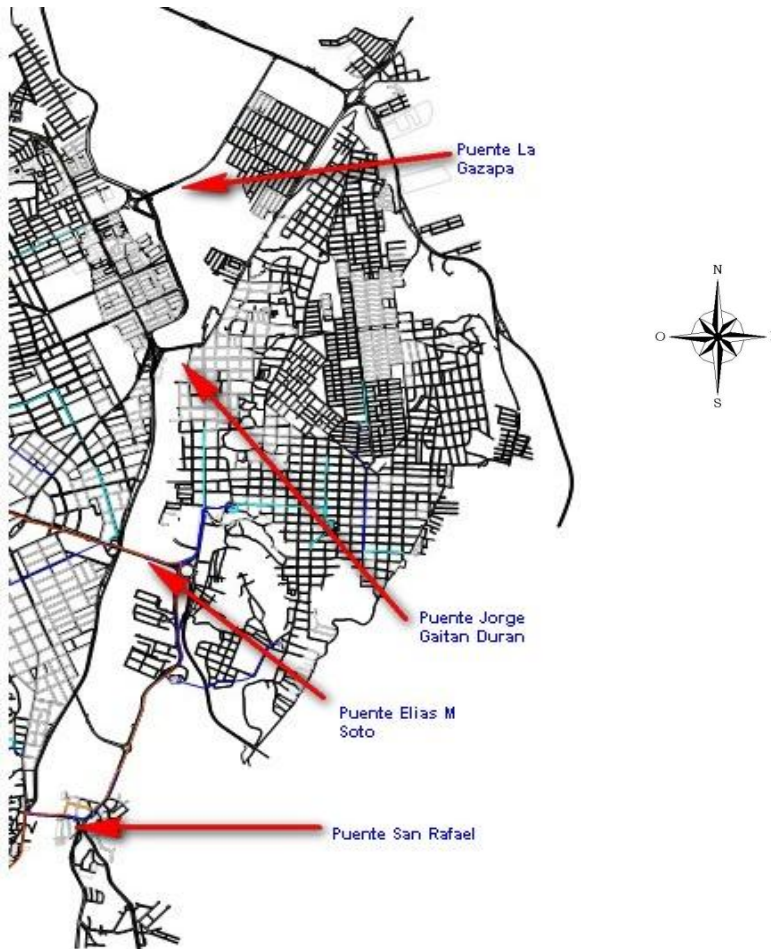 Puente La
Gazapa
N
O
S
Puente Jorge
Gaitan Duran
Puente Elias M
Soto
Puente San Rafael